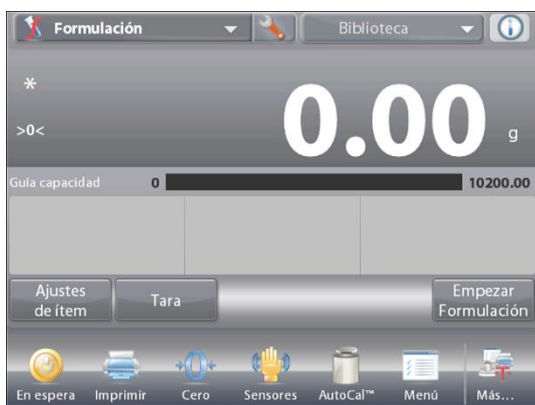 Formulación
Biblioteca
*
>0<
0.00 g
Guía capacidad 0 10200.00
Ajustes
de ítem
Tara
Empezar
Formulación
En espera Imprimir Cero Sensores AutoCal™ Menú Más...